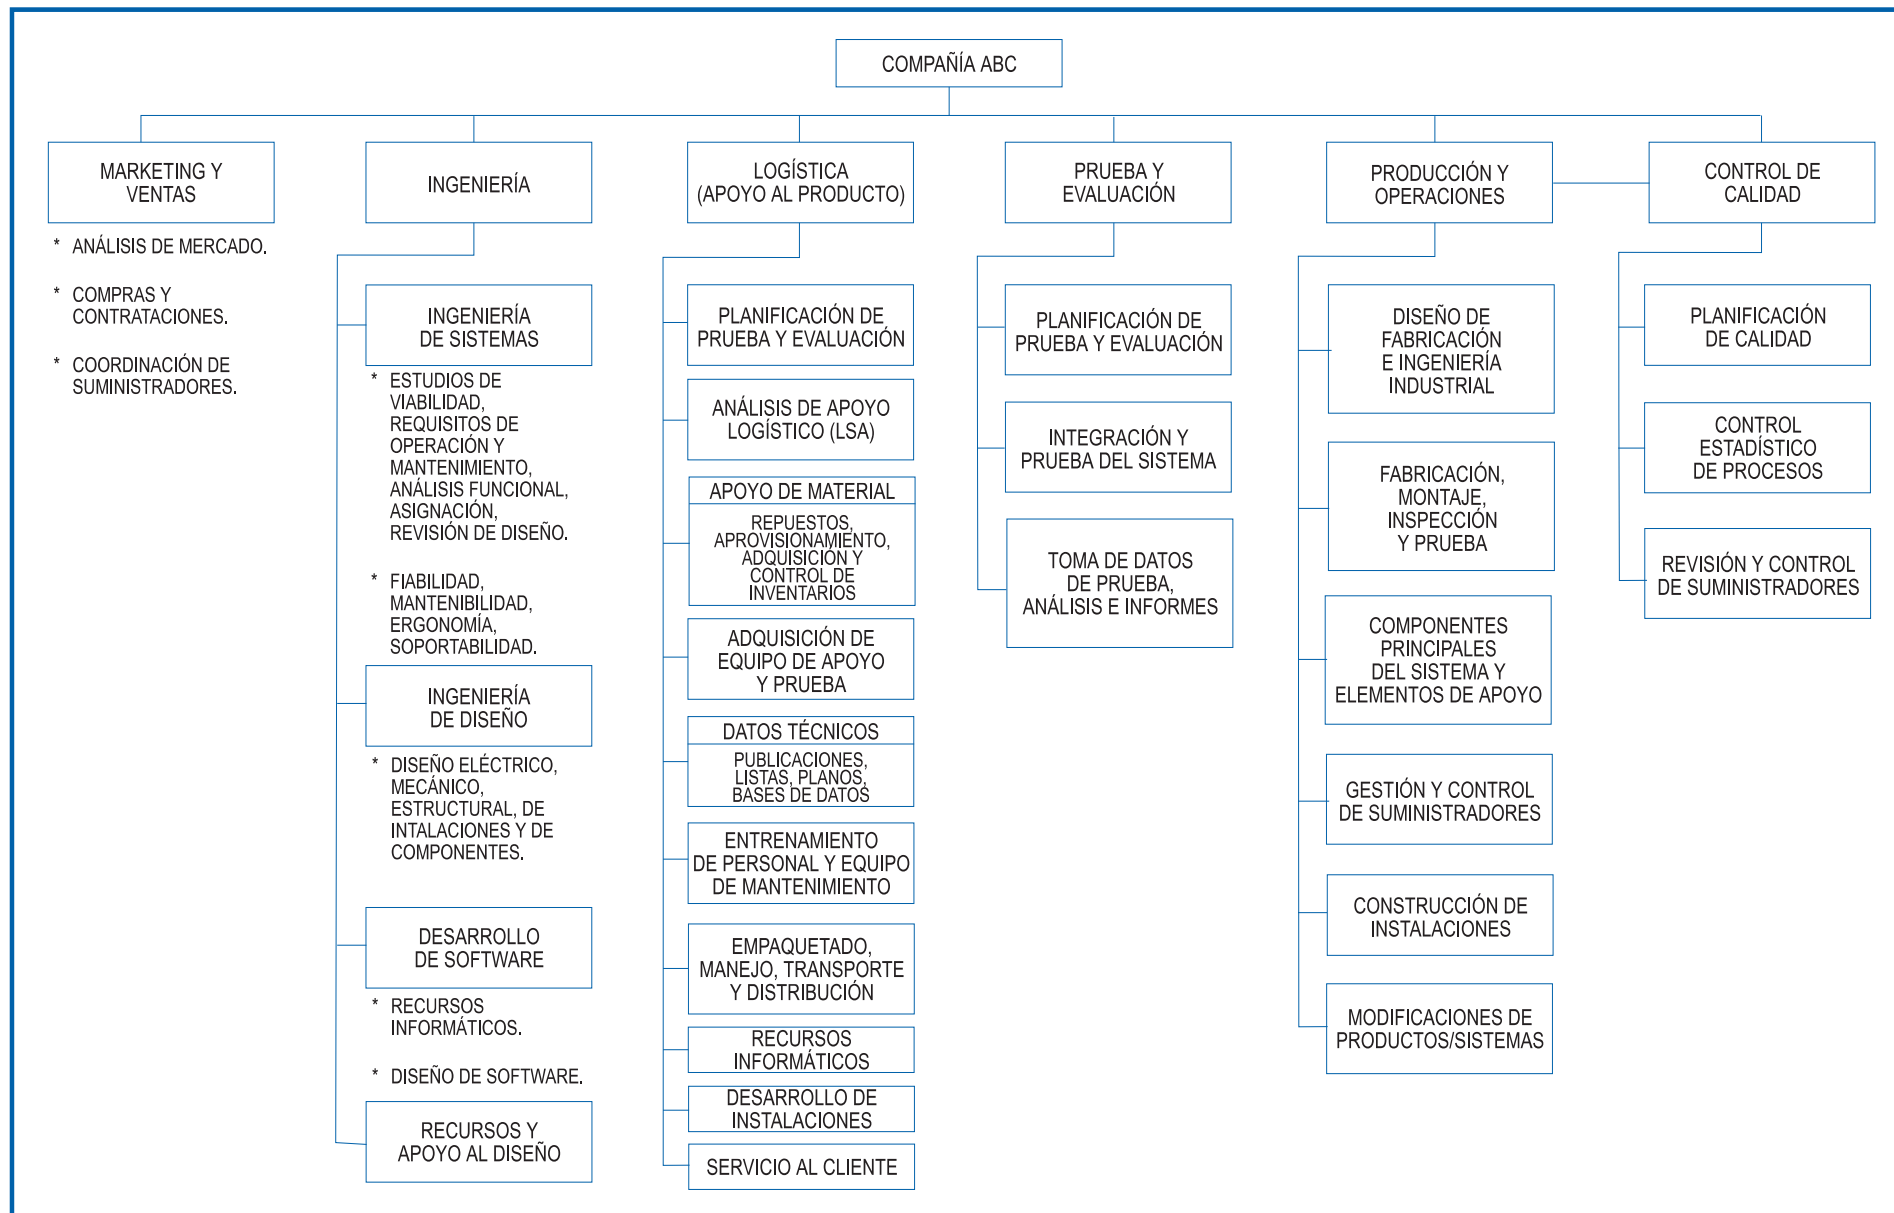 COMPAÑÍA ABC
MARKETING Y
VENTAS
* ANÁLISIS DE MERCADO.
* COMPRAS Y
CONTRATACIONES.
* COORDINACIÓN DE
SUMINISTRADORES.
INGENIERÍA
INGENIERÍA
DE SISTEMAS
* ESTUDIOS DE
VIABILIDAD,
REQUISITOS DE
OPERACIÓN Y
MANTENIMIENTO,
ANÁLISIS FUNCIONAL,
ASIGNACIÓN,
REVISIÓN DE DISEÑO.
* FIABILIDAD,
MANTENIBILIDAD,
ERGONOMÍA,
SOPORTABILIDAD.
INGENIERÍA
DE DISEÑO
* DISEÑO ELÉCTRICO,
MECÁNICO,
ESTRUCTURAL, DE
INTALACIONES Y DE
COMPONENTES.
DESARROLLO
DE SOFTWARE
* RECURSOS
INFORMÁTICOS.
* DISEÑO DE SOFTWARE.
RECURSOS Y
APOYO AL DISEÑO
LOGÍSTICA
(APOYO AL PRODUCTO)
PLANIFICACIÓN DE
PRUEBA Y EVALUACIÓN
ANÁLISIS DE APOYO
LOGÍSTICO (LSA)
APOYO DE MATERIAL
REPUESTOS,
APROVISIONAMIENTO,
ADQUISICIÓN Y
CONTROL DE
INVENTARIOS
ADQUISICIÓN DE
EQUIPO DE APOYO
Y PRUEBA
DATOS TÉCNICOS
PUBLICACIONES,
LISTAS, PLANOS,
BASES DE DATOS
ENTRENAMIENTO
DE PERSONAL Y EQUIPO
DE MANTENIMIENTO
EMPAQUETADO,
MANEJO, TRANSPORTE
Y DISTRIBUCIÓN
RECURSOS
INFORMÁTICOS
DESARROLLO DE
INSTALACIONES
SERVICIO AL CLIENTE
PRUEBA Y
EVALUACIÓN
PLANIFICACIÓN DE
PRUEBA Y EVALUACIÓN
INTEGRACIÓN Y
PRUEBA DEL SISTEMA
TOMA DE DATOS
DE PRUEBA,
ANÁLISIS E INFORMES
PRODUCCIÓN Y
OPERACIONES
DISEÑO DE
FABRICACIÓN
E INGENIERÍA
INDUSTRIAL
FABRICACIÓN,
MONTAJE,
INSPECCIÓN
Y PRUEBA
COMPONENTES
PRINCIPALES
DEL SISTEMA Y
ELEMENTOS DE APOYO
GESTIÓN Y CONTROL
DE SUMINISTRADORES
CONSTRUCCIÓN DE
INSTALACIONES
MODIFICACIONES DE
PRODUCTOS/SISTEMAS
CONTROL DE
CALIDAD
PLANIFICACIÓN
DE CALIDAD
CONTROL
ESTADÍSTICO
DE PROCESOS
REVISIÓN Y CONTROL
DE SUMINISTRADORES